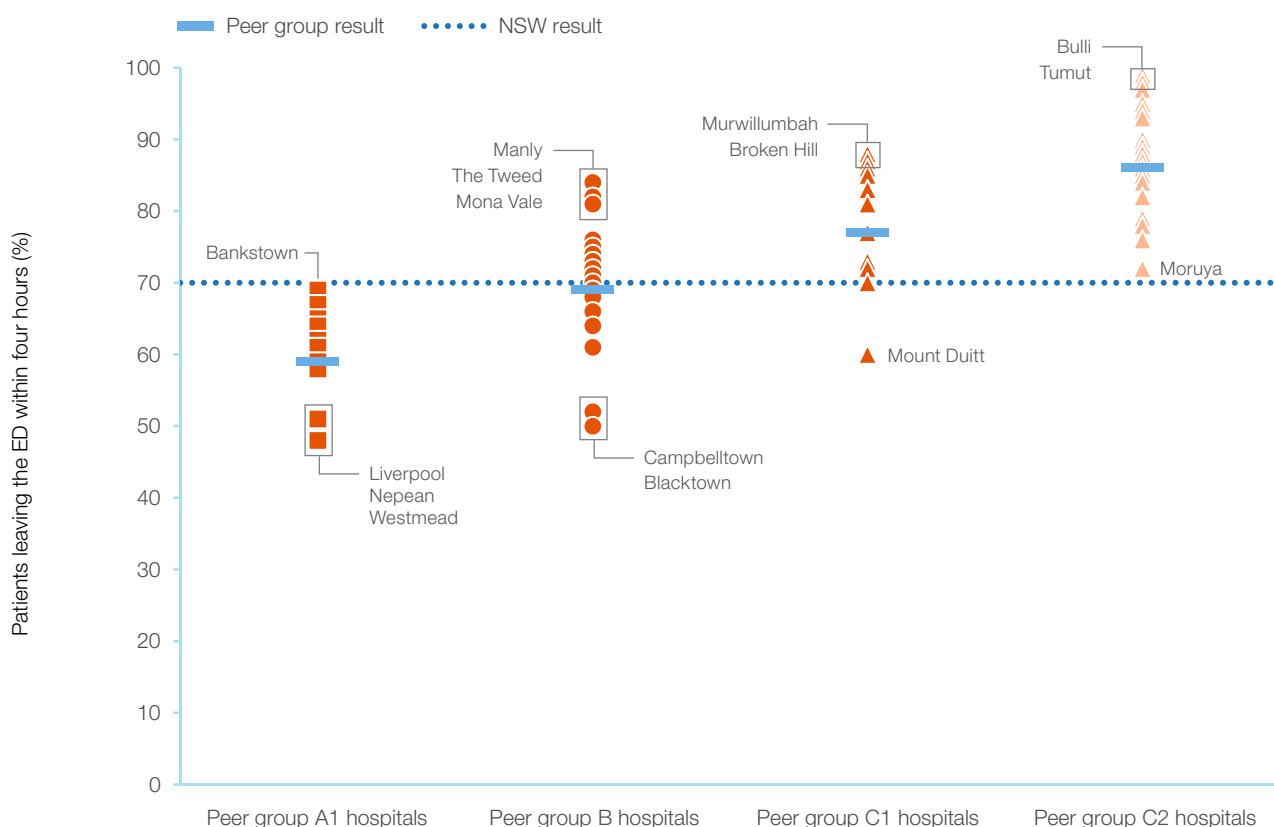 Peer group result
NSW result
Patients leaving the ED within four hours (%)
100
90
80
70
60
50
40
30
20
10
0
Bankstown
Liverpool
Nepean
Westmead
Manly
The Tweed
Mona Vale
Campbelltown
Blacktown
Murwillumbah
Broken Hill
Mount Duitt
Bulli
Tumut
Moruya
Peer group A1 hospitals
Peer group B hospitals
Peer group C1 hospitals
Peer group C2 hospitals